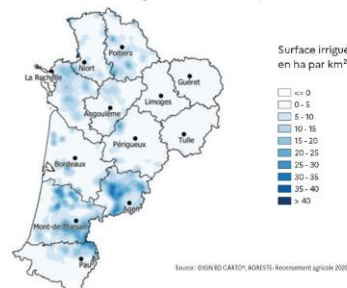 Poitiers
Niort
La Rochelle
Guéret
Limoges
Angoulême
Tulle
Périgueux
Bordeaux
Agen
Mont-de-Marsan
Pau
Surface irrigué
en ha par km²
<= 0
0 - 5
5 - 10
10 - 15
15 - 20
20 - 25
25 - 30
30 - 35
35 - 40
> 40
Source : ©IGN BD CARTO®, AGRESTE- Recensement agricole 2020